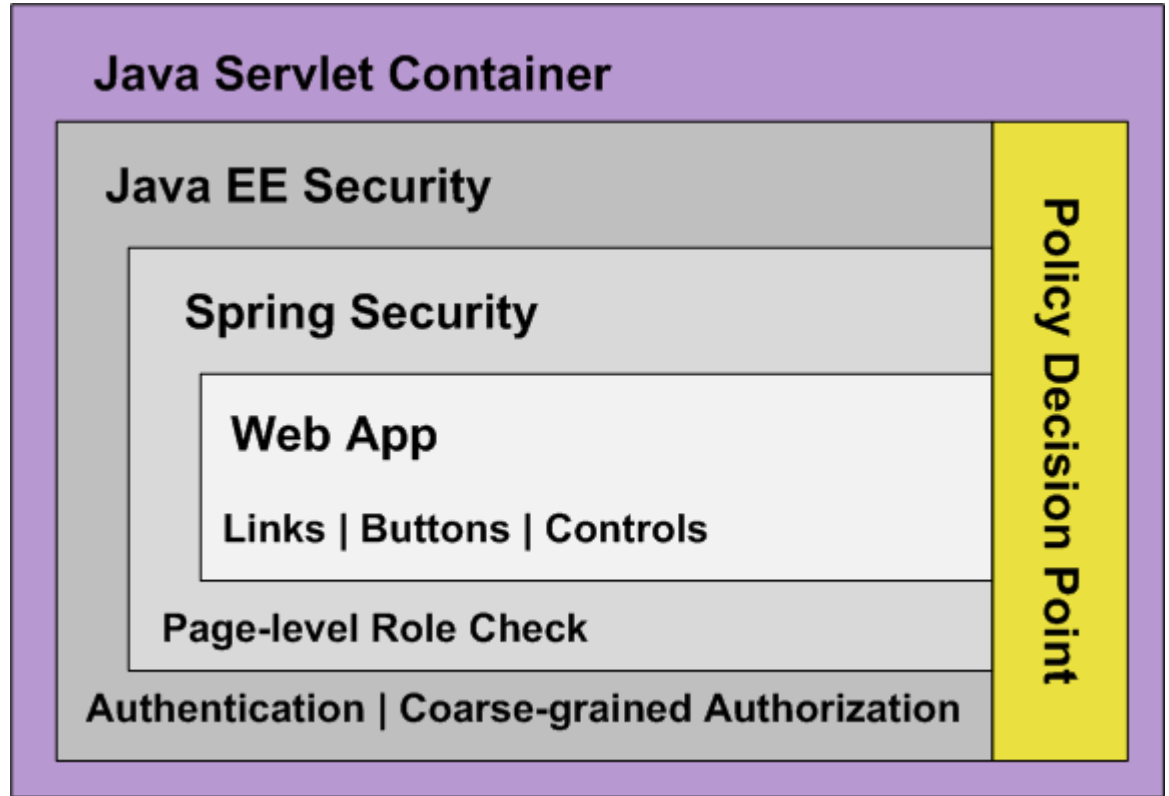 Java Servlet Container
Java EE Security
Spring Security
Web App
Links | Buttons | Controls
Page-level Role Check
Authentication | Coarse-grained Authorization
Policy Decision Point